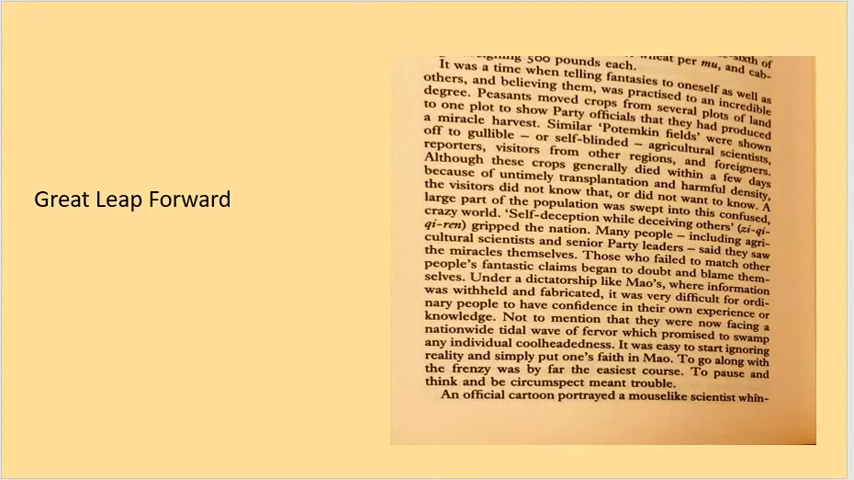 Great Leap Forward
weighing 500 pounds each.
wheat per mu, and cab-
It was a time when telling fantasies to oneself as well as
others, and believing them, was practised to an incredible
degree. Peasants moved crops from several plots of land
to one plot to show Party officials that they had produced
a miracle harvest. Similar ‘Potemkin fields’ were shown
off to gullible – or self-blinded – agricultural scientists,
reporters, visitors from other regions, and foreigners.
Although these crops generally died within a few days
because of untimely transplantation and harmful density,
the visitors did not know that, or did not want to know. A
large part of the population was swept into this confused,
crazy world. ‘Self-deception while deceiving others’ (zi-qi-
qi-ren) gripped the nation. Many people – including agri-
cultural scientists and senior Party leaders – said they saw
the miracles themselves. Those who failed to match other
people’s fantastic claims began to doubt and blame them-
selves. Under a dictatorship like Mao’s, where information
was withheld and fabricated, it was very difficult for ordi-
nary people to have confidence in their own experience or
knowledge. Not to mention that they were now facing a
nationwide tidal wave of fervor which promised to swamp
any individual coolheadedness. It was easy to start ignoring
reality and simply put one’s faith in Mao. To go along with
the frenzy was by far the easiest course. To pause and
think and be circumspect meant trouble.
An official cartoon portrayed a mouselike scientist whin-